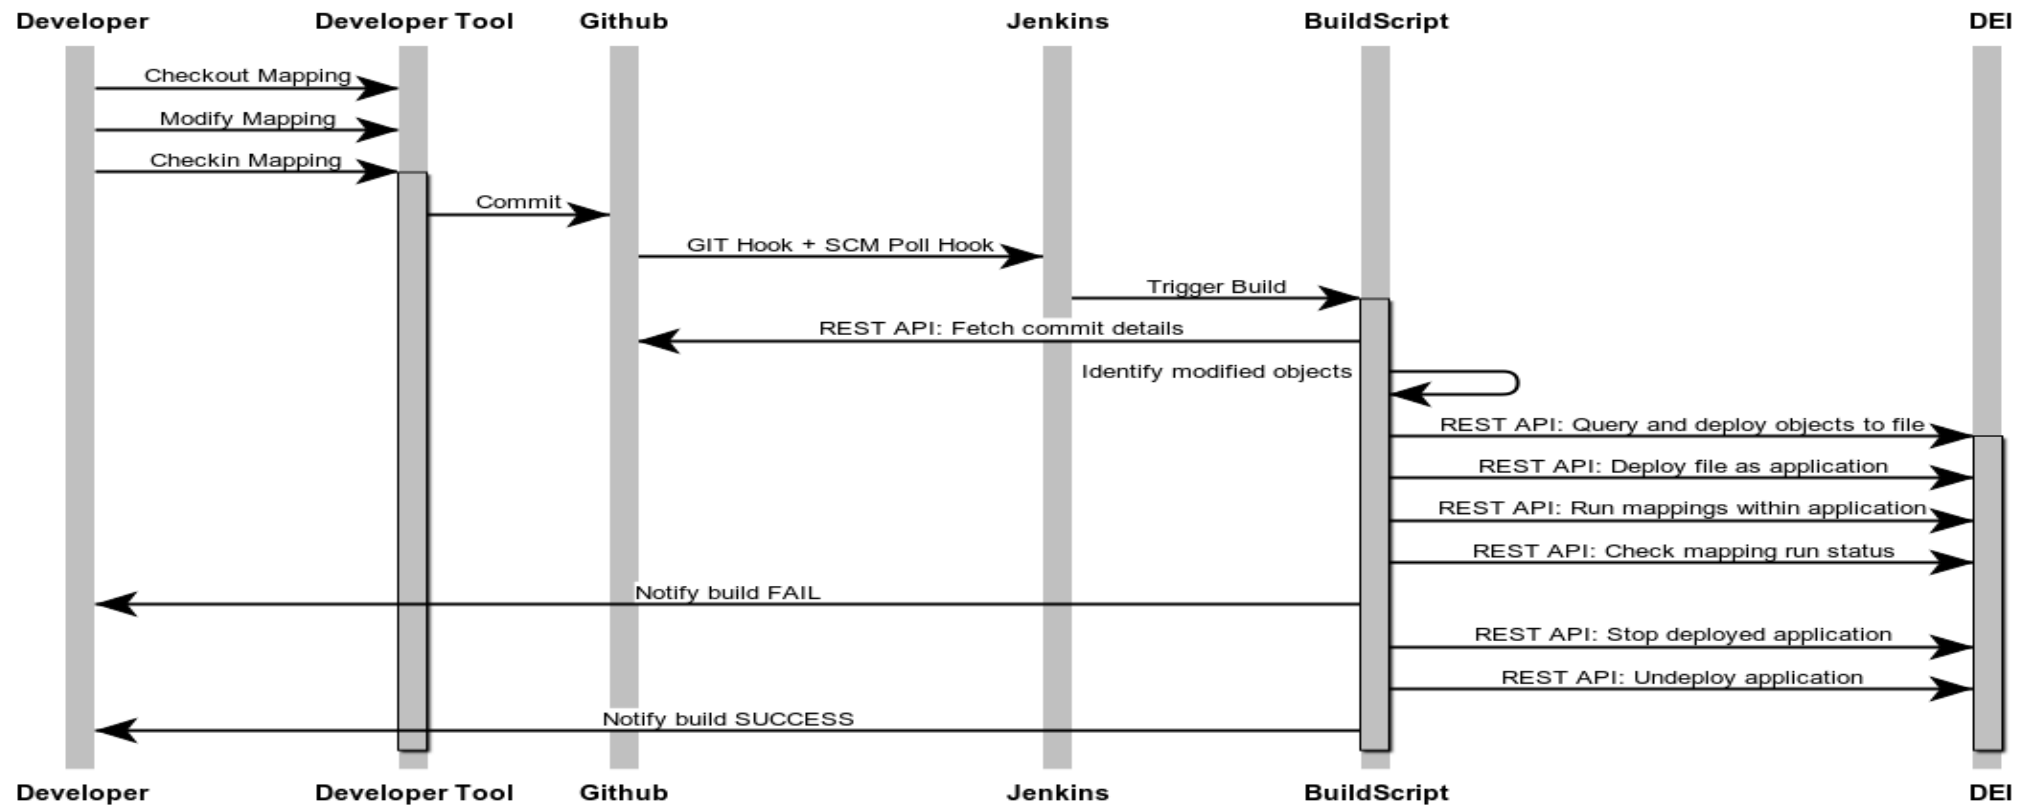 Developer Developer Tool Github Jenkins BuildScript DEI
Checkout Mapping
Modify Mapping
Checkin Mapping
Commit
GIT Hook + SCM Poll Hook
Trigger Build
REST API: Fetch commit details
Identify modified objects
REST API: Query and deploy objects to file
REST API: Deploy file as application
REST API: Run mappings within application
REST API: Check mapping run status
Notify build FAIL
REST API: Stop deployed application
REST API: Undeploy application
Notify build SUCCESS
Developer Developer Tool Github Jenkins BuildScript DEI